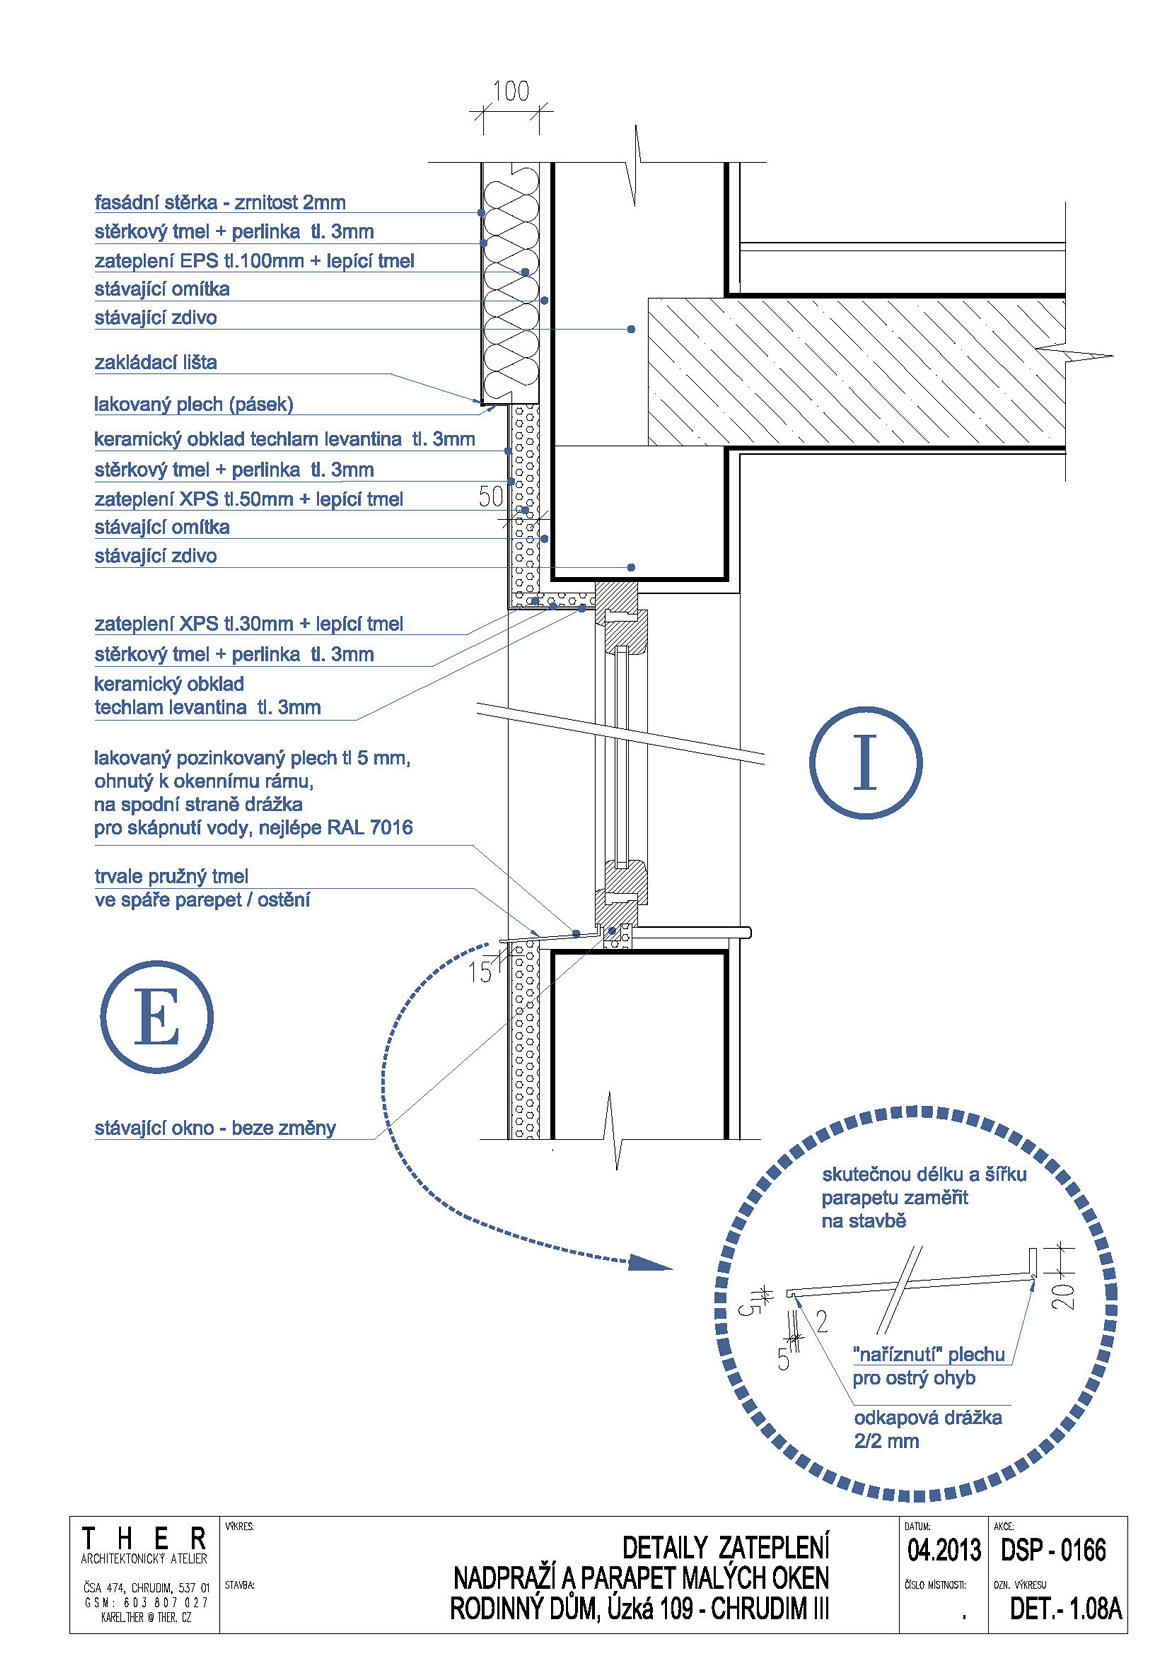 100
fasádní stěrka - zrnitost 2mm
stěrkový tmel + perlinka tl. 3mm
zateplení EPS tl.100mm + lepící tmel
stávající omítka
stávající zdivo
zakládací lišta
lakovaný plech (pásek)
keramický obklad techlam levantina tl. 3mm
stěrkový tmel + perlinka tl. 3mm
50
zateplení XPS tl.50mm + lepící tmel
stávající omítka
stávající zdivo
zateplení XPS tl.30mm + lepící tmel
stěrkový tmel + perlinka tl. 3mm
keramický obklad
techlam levantina tl. 3mm
I
lakovaný pozinkovaný plech tl 5 mm,
ohnutý k okennímu rámu,
na spodní straně drážka
pro skápnutí vody, nejlépe RAL 7016
trvale pružný tmel
ve spáře parepet / ostění
15
E
stávající okno - beze změny
skutečnou délku a šířku
parapetu zaměřit
na stavbě
5
20
2
5
"naříznutí" plechu
pro ostrý ohyb
odkapová drážka
2/2 mm
THER
ARCHITEKTONICKÝ ATELIER
ČSA 474, CHRUDIM, 537 01
GSM: 603 807 027
KAREL.THER @ THER. CZ
VÝKRES:
STAVBA:
DETAILY ZATEPLENÍ
NADPRAŽÍ A PARAPET MALÝCH OKEN
RODINNÝ DŮM, Úzká 109 - CHRUDIM III
DATUM:
04.2013
ČÍSLO MÍSTNOSTI:
.
AKCE:
DSP - 0166
OZN. VÝKRESU
DET.- 1.08A